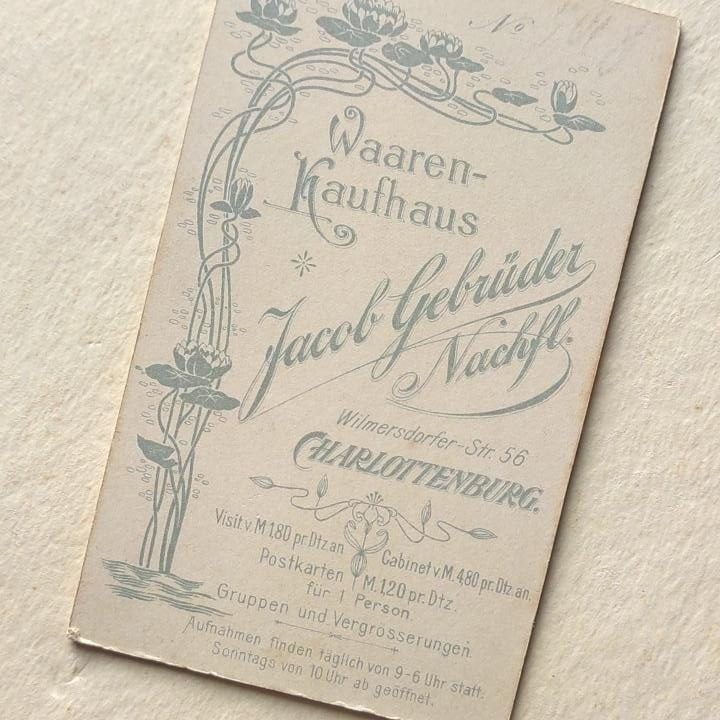 No
Waaren-
Kaufhaus
Jacob Gebrüder
Nachfl.
Wilmersdorfer-Str. 56
CHARLOTTENBURG.
Visit v. M 1,80 pr. Dtz. an
Cabinet v. M. 4,80 pr. Dtz. an.
Postkarten M. 1,20 pr. Dtz.
für 1 Person
Gruppen und Vergrösserungen.
Aufnahmen finden täglich von 9-6 Uhr statt.
Sonntags von 10 Uhr ab geöffnet.